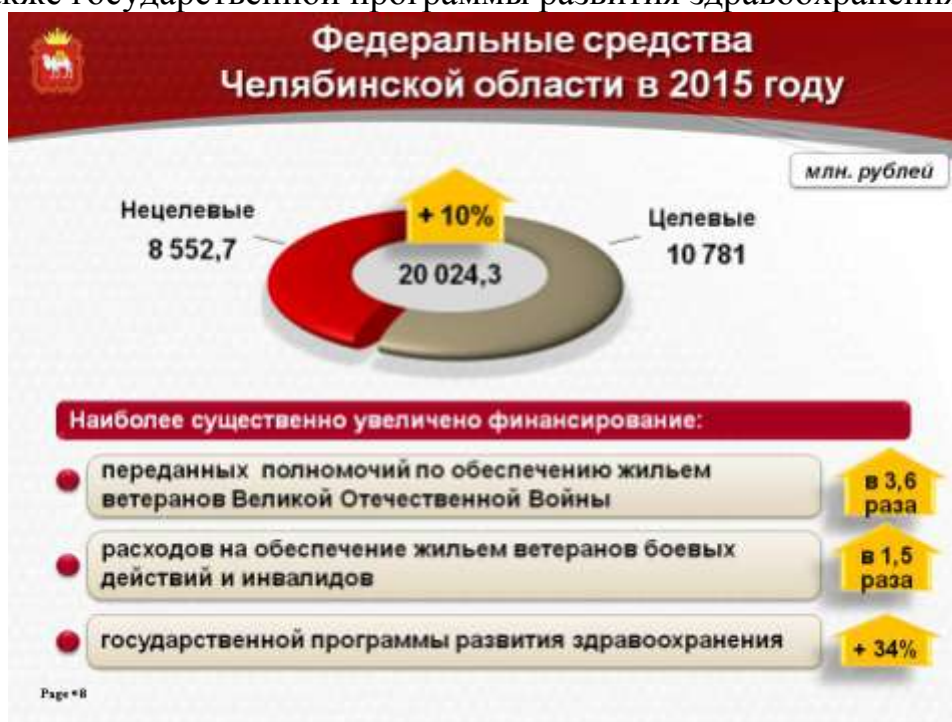 также государственной программы развития здравоохранения
Федеральные средства
Челябинской области в 2015 году
млн. рублей
Нецелевые
8 552,7
+ 10%
20 024,3
Целевые
10 781
Наиболее существенно увеличено финансирование:
переданных полномочий по обеспечению жильем
ветеранов Великой Отечественной Войны
в 3,6
раза
расходов на обеспечение жильем ветеранов боевых
действий и инвалидов
в 1,5
раза
государственной программы развития здравоохранения
+ 34%
Page 8